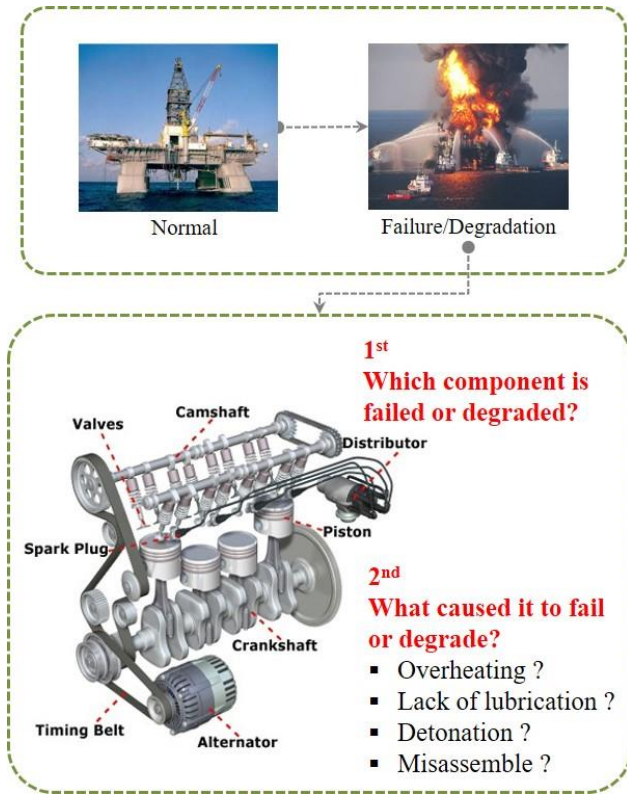 Normal
Failure/Degradation
1st
Which component is
failed or degraded?
Camshaft
Valves
Distributor
Piston
Spark Plug
2nd
What caused it to fail
or degrade?
Crankshaft
▪ Overheating ?
▪ Lack of lubrication ?
Timing Belt
Alternator
▪ Detonation ?
▪ Misassemble ?